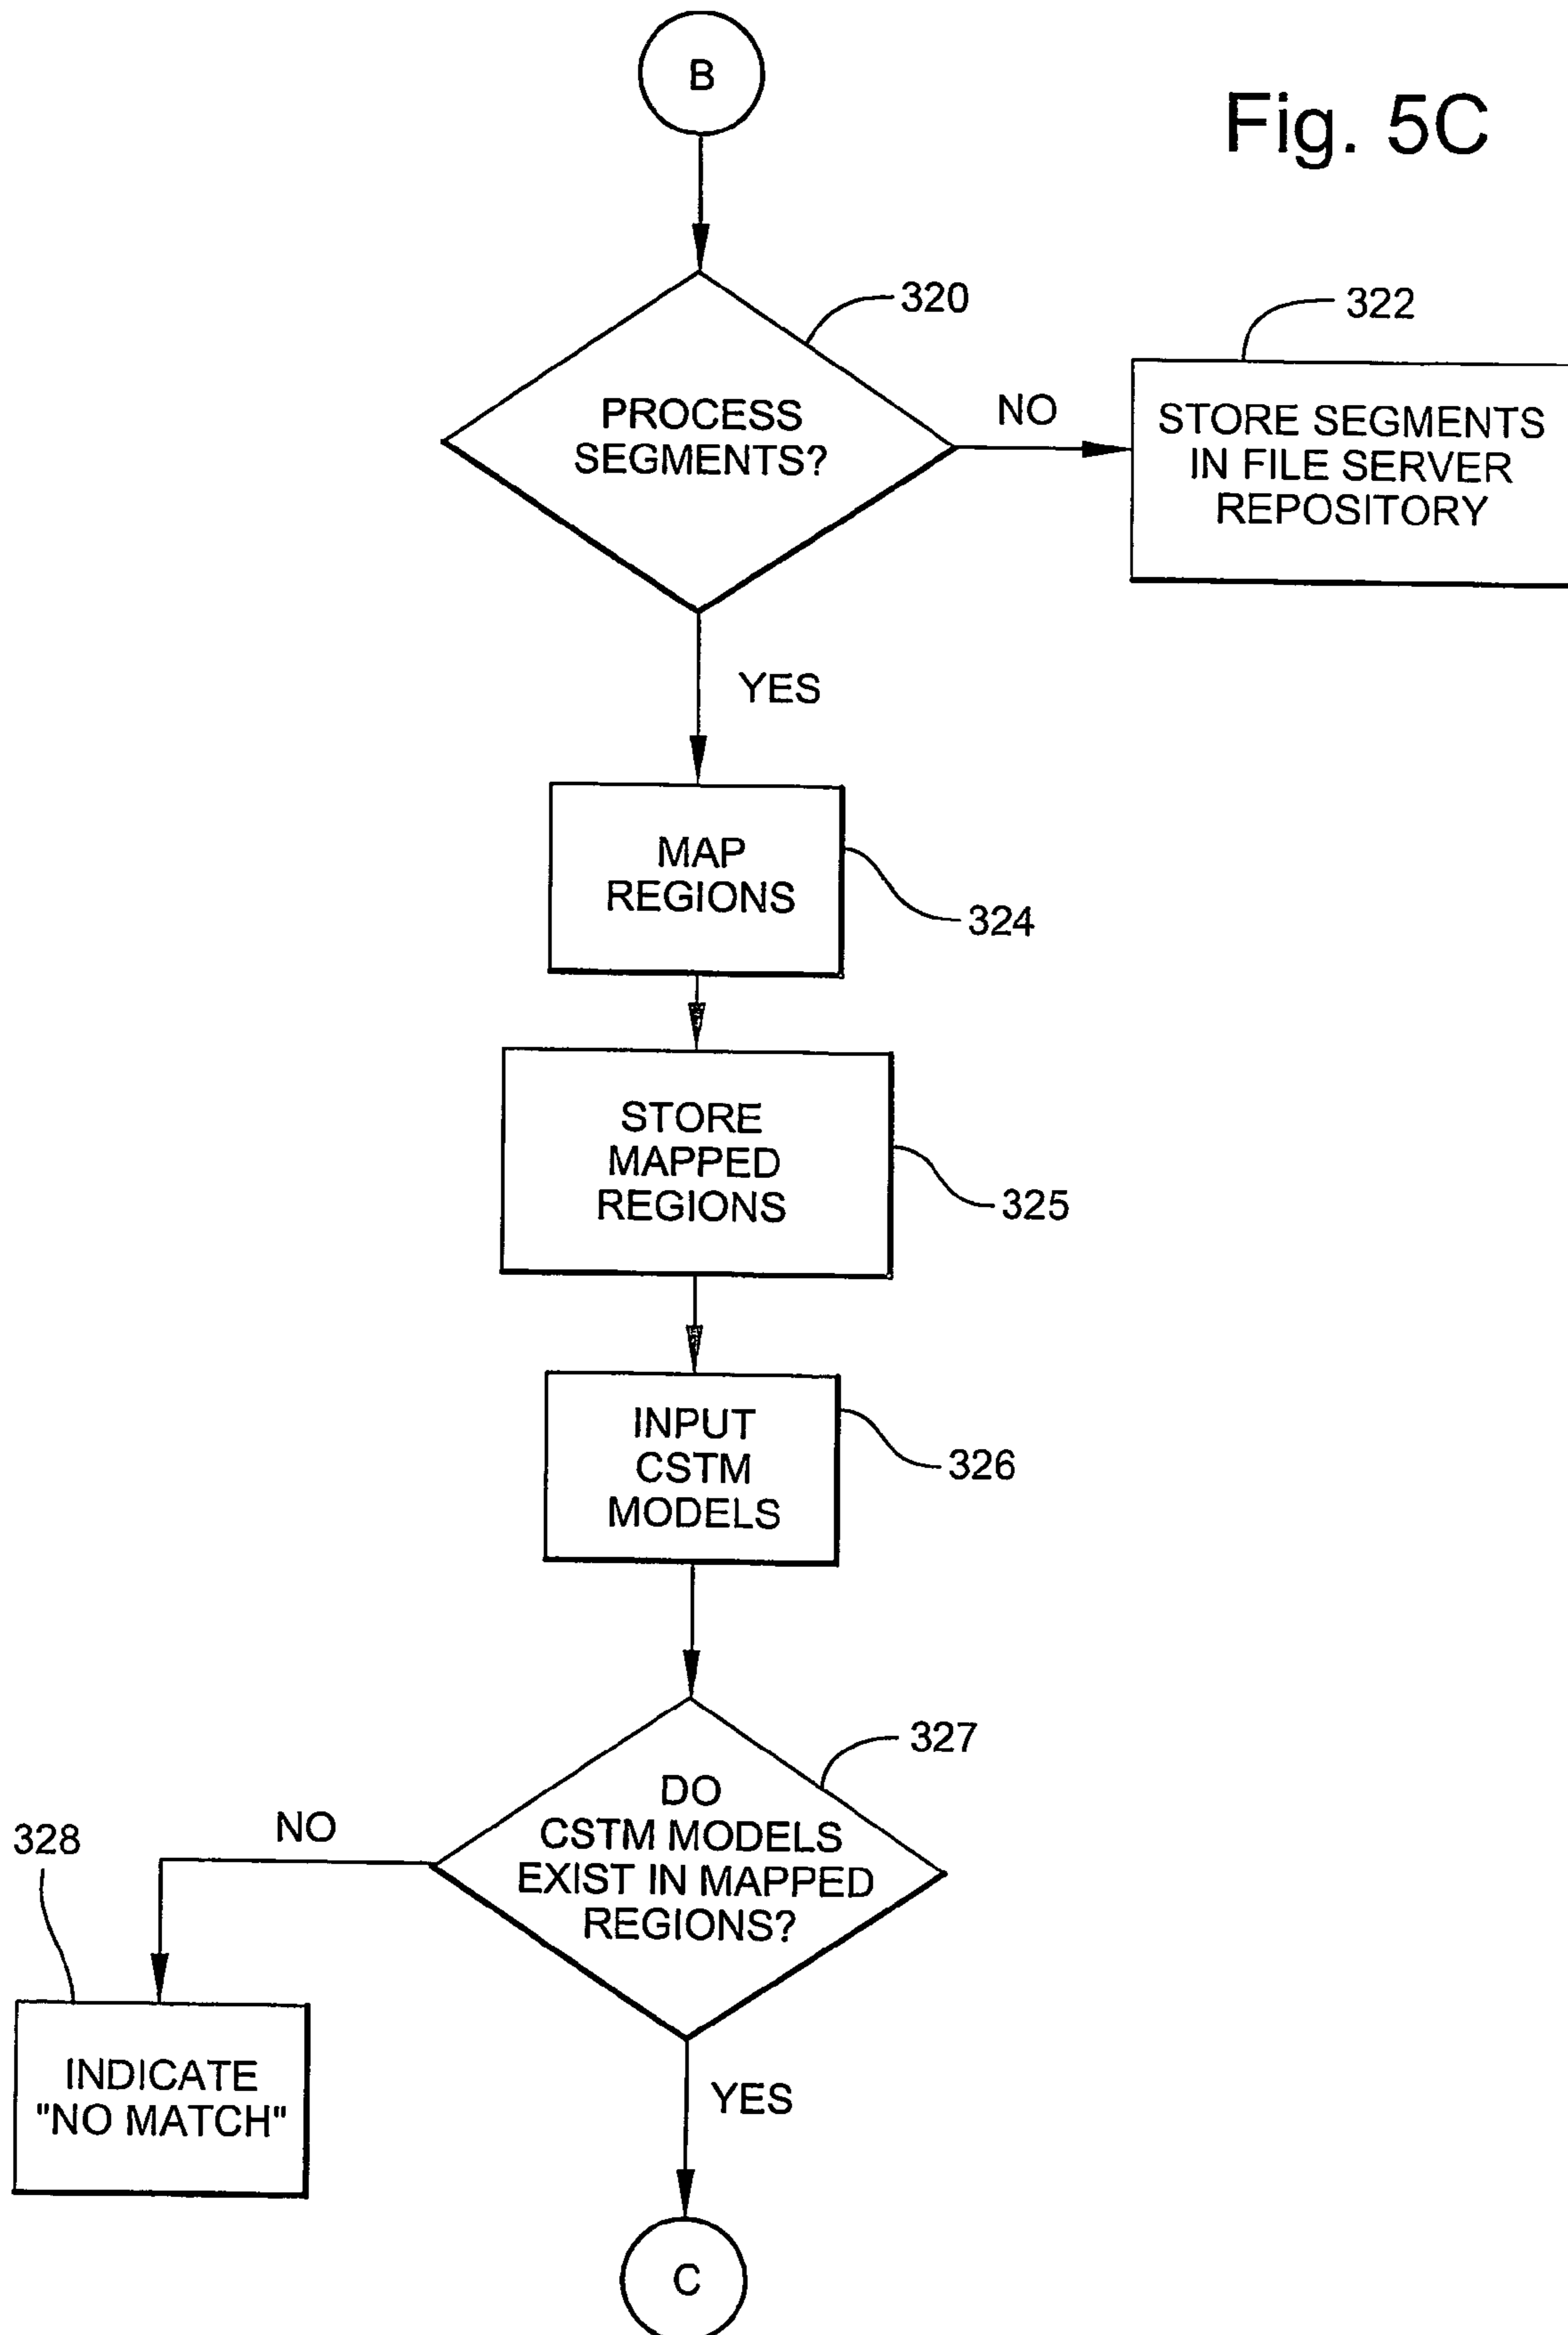 B
Fig. 5C
320
322
PROCESS
SEGMENTS?
NO
STORE SEGMENTS
IN FILE SERVER
REPOSITORY
YES
MAP
REGIONS
324
STORE
MAPPED
REGIONS
325
INPUT
CSTM
MODELS
326
327
DO
CSTM MODELS
EXIST IN MAPPED
REGIONS?
NO
328
INDICATE
"NO MATCH"
YES
C